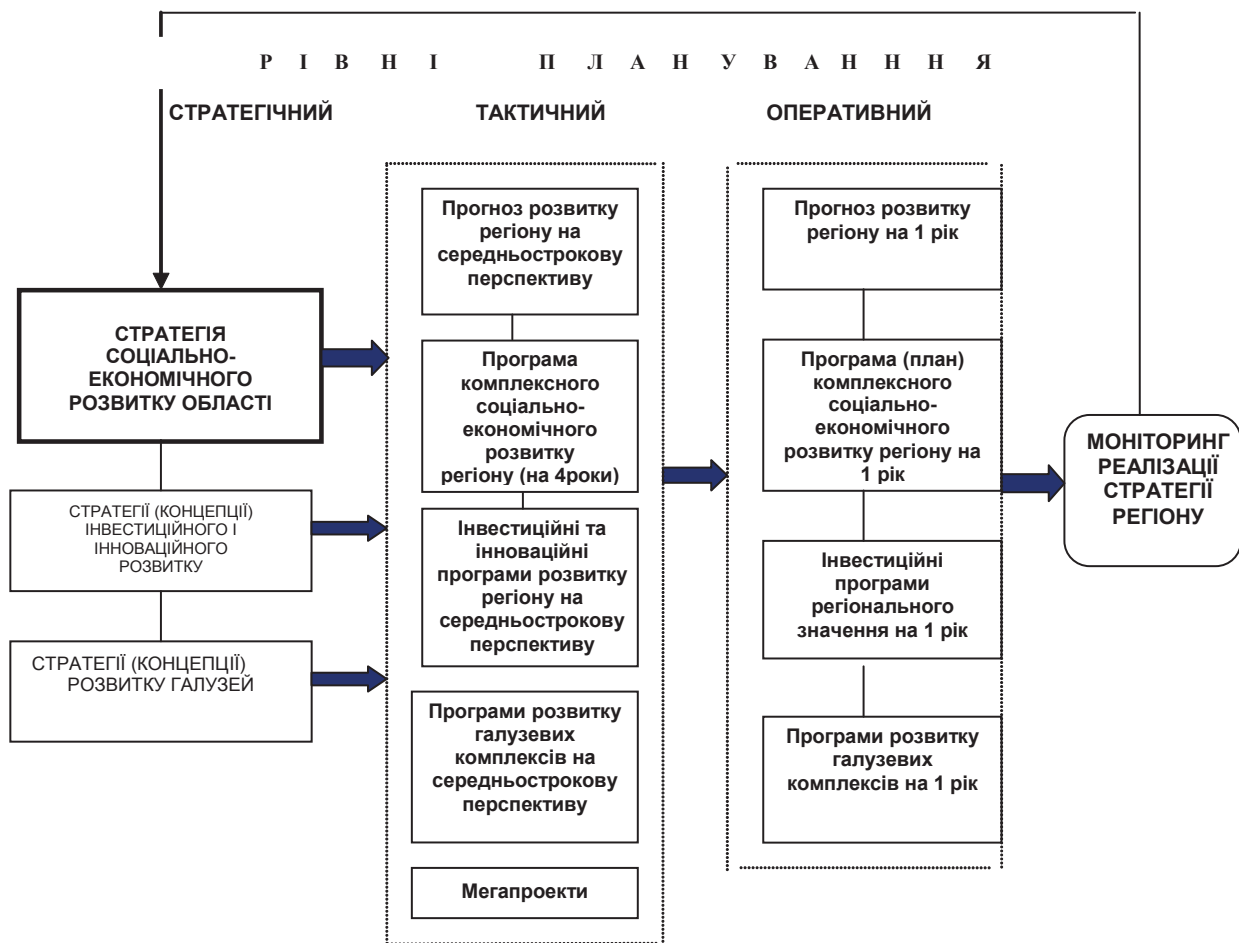 Р І В Н І П Л А Н У В А Н Н Н Я
СТРАТЕГІЧНИЙ
ТАКТИЧНИЙ
ОПЕРАТИВНИЙ
СТРАТЕГІЯ
СОЦІАЛЬНО-
ЕКОНОМІЧНОГО
РОЗВИТКУ ОБЛАСТІ
СТРАТЕГІЇ (КОНЦЕПЦІЇ)
ІНВЕСТИЦІЙНОГО І
ІННОВАЦІЙНОГО
РОЗВИТКУ
СТРАТЕГІЇ (КОНЦЕПЦІЇ)
РОЗВИТКУ ГАЛУЗЕЙ
Прогноз розвитку
регіону на
середньострокову
перспективу
Програма
комплексного
соціально-
економічного
розвитку
регіону (на 4роки)
Інвестиційні та
інноваційні
програми розвитку
регіону на
середньострокову
перспективу
Програми розвитку
галузевих
комплексів на
середньострокову
перспективу
Мегапроекти
Прогноз розвитку
регіону на 1 рік
Програма (план)
комплексного
соціально-
економічного
розвитку регіону на
1 рік
Інвестиційні
програми
регіонального
значення на 1 рік
Програми розвитку
галузевих
комплексів на 1 рік
МОНІТОРИНГ
РЕАЛІЗАЦІЇ
СТРАТЕГІЇ
РЕГІОНУ